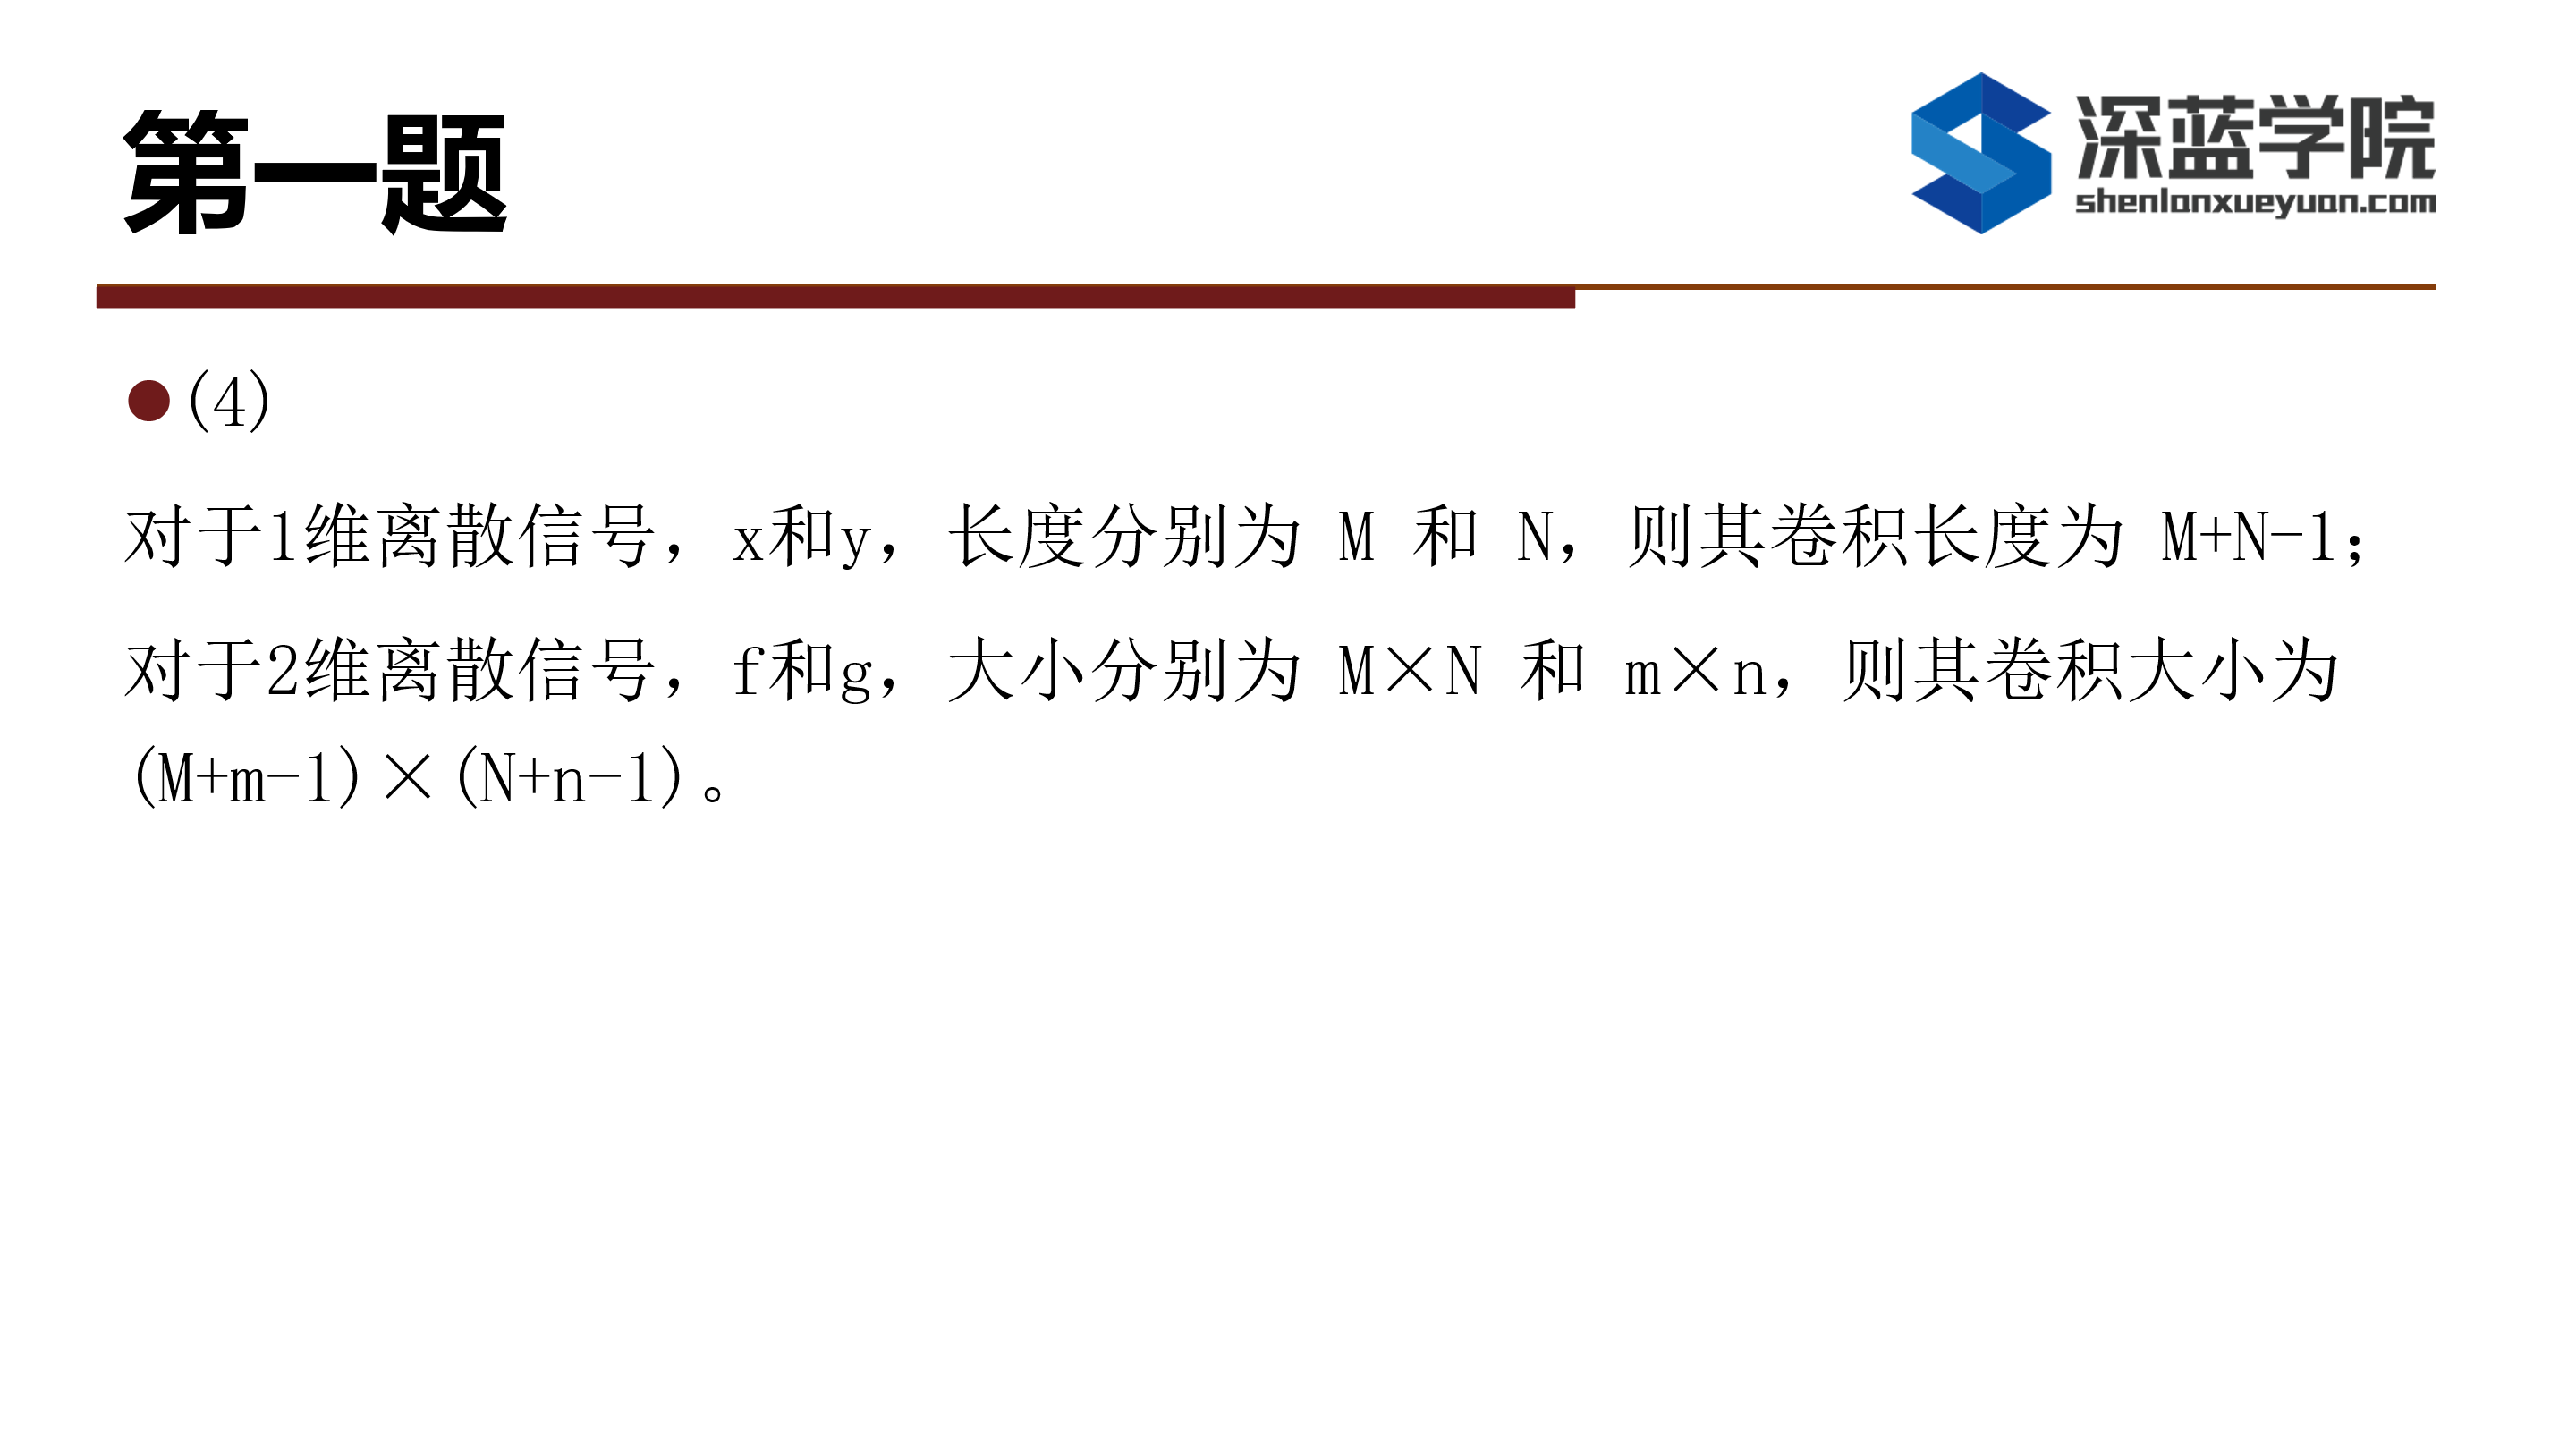 第一题
深蓝学院
shenlanxueyuan.com
(4)
对于1维离散信号，x和y，长度分别为 M 和 N，则其卷积长度为 M+N-1；
对于2维离散信号，f和g，大小分别为 M×N 和 m×n，则其卷积大小为
(M+m-1)×(N+n-1)。